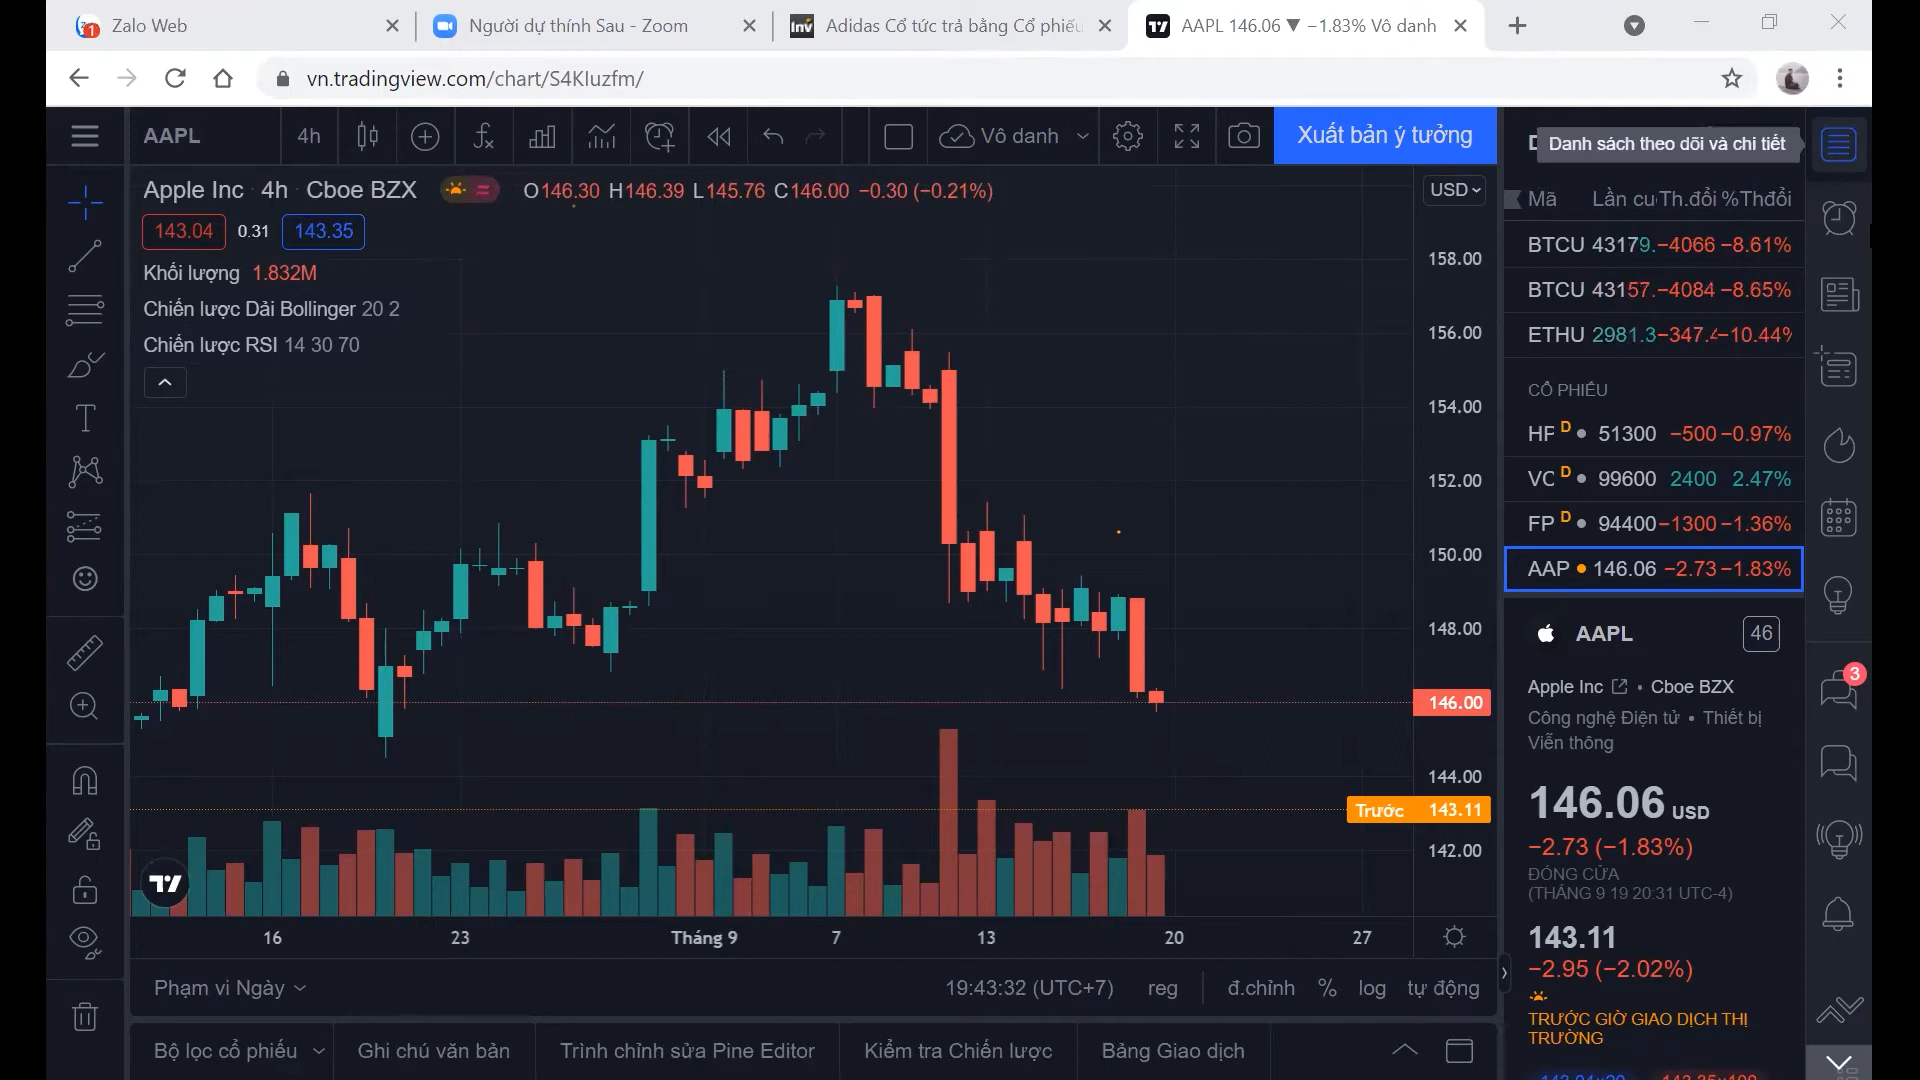 Zalo Web
Người dự thính Sau - Zoom
Adidas Cổ tức trả bằng Cổ phiếu
AAPL 146.06 ▼ −1.83% Vô danh
vn.tradingview.com/chart/S4KIuzfm/
AAPL
4h
Vô danh
Xuất bản ý tưởng
Danh sách theo dõi và chi tiết
Apple Inc 4h Cboe BZX
O146.30 H146.39 L145.76 C146.00 −0.30 (−0.21%)
USD
143.04 0.31 143.35
Khối lượng 1.832M
Chiến lược Dải Bollinger 20 2
Chiến lược RSI 14 30 70
158.00
156.00
154.00
152.00
150.00
148.00
146.00
144.00
Trước 143.11
142.00
16 23 Tháng 9 7 13 20 27
Phạm vi Ngày
19:43:32 (UTC+7) reg đ.chỉnh % log tự động
Bộ lọc cổ phiếu
Ghi chú văn bản
Trình chỉnh sửa Pine Editor
Kiểm tra Chiến lược
Bảng Giao dịch
Mã Lần cu Th.đổi %Thđổi
BTCU 43179. −4066 −8.61%
BTCU 43157. −4084 −8.65%
ETHU 2981.3 −347.4 −10.44%
CỔ PHIẾU
HF D 51300 −500 −0.97%
VC D 99600 2400 2.47%
FP D 94400 −1300 −1.36%
AAP 146.06 −2.73 −1.83%
AAPL
46
Apple Inc • Cboe BZX
Công nghệ Điện tử • Thiết bị
Viễn thông
146.06 USD
−2.73 (−1.83%)
ĐÓNG CỬA
(THÁNG 9 19 20:31 UTC-4)
143.11
−2.95 (−2.02%)
TRƯỚC GIỜ GIAO DỊCH THỊ
TRƯỜNG
3